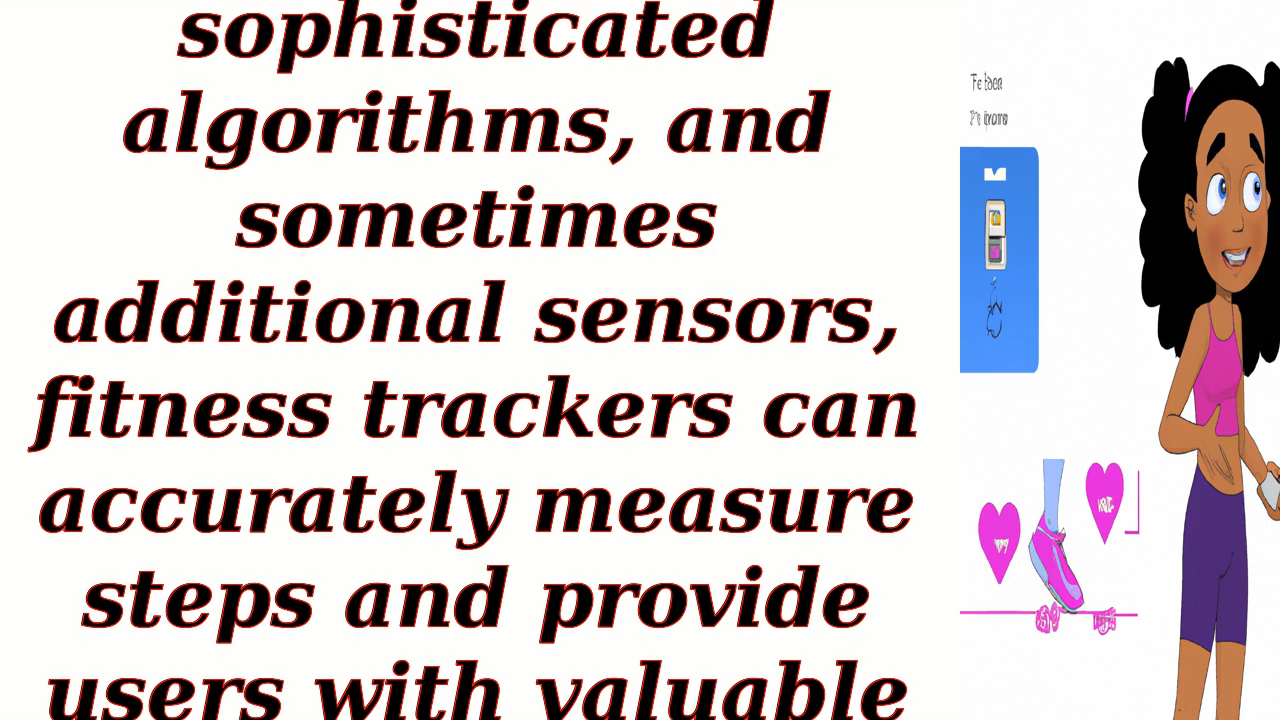 sophisticated
algorithms, and
sometimes
additional sensors,
fitness trackers can
accurately measure
steps and provide
users with valuable